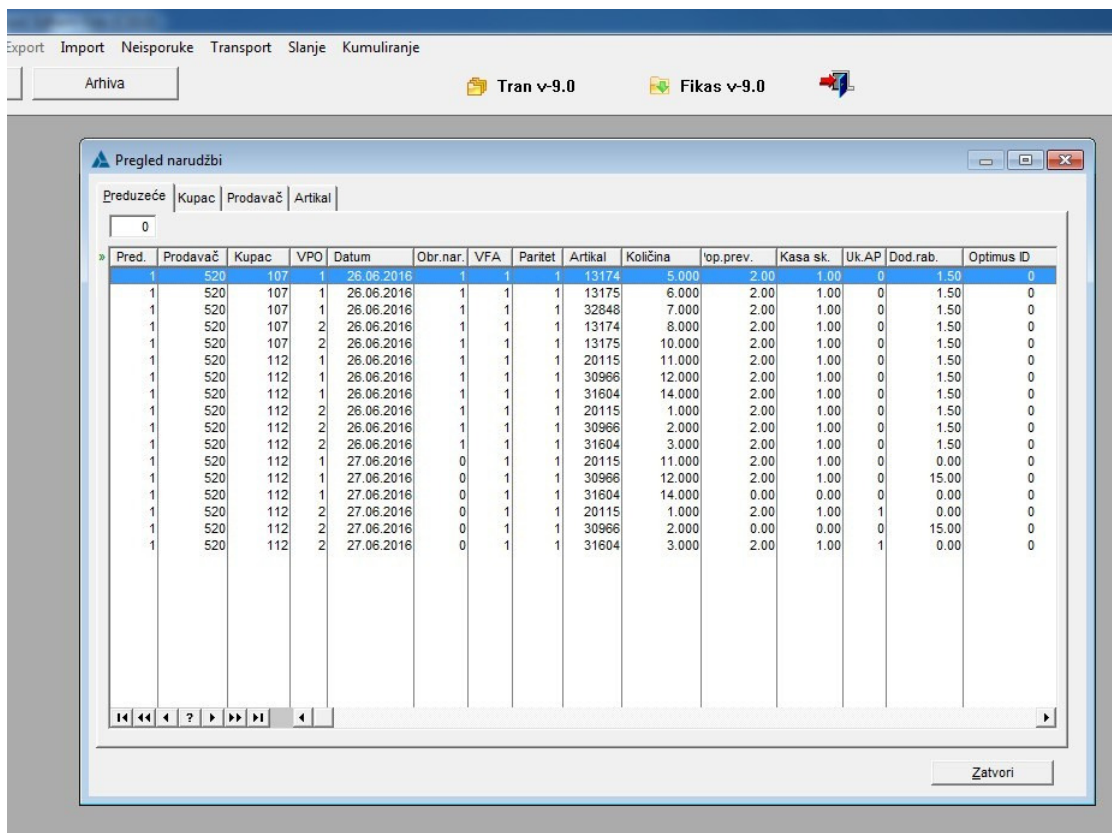 Export Import Neisporuke Transport Slanje Kumuliranje
Arhiva Tran v-9.0 Fikas v-9.0
Pregled narudžbi
Preduzeće Kupac Prodavač Artikal
0
» Pred. Prodavač Kupac VPO Datum Obr.nar. VFA Paritet Artikal Količina op.prev. Kasa sk. Uk.AP Dod.rab. Optimus ID
1 520 107 1 26.06.2016 1 1 1 13174 5.000 2.00 1.00 0 1.50 0
1 520 107 1 26.06.2016 1 1 1 13175 6.000 2.00 1.00 0 1.50 0
1 520 107 1 26.06.2016 1 1 1 32848 7.000 2.00 1.00 0 1.50 0
1 520 107 2 26.06.2016 1 1 1 13174 8.000 2.00 1.00 0 1.50 0
1 520 107 2 26.06.2016 1 1 1 13175 10.000 2.00 1.00 0 1.50 0
1 520 112 1 26.06.2016 1 1 1 20115 11.000 2.00 1.00 0 1.50 0
1 520 112 1 26.06.2016 1 1 1 30966 12.000 2.00 1.00 0 1.50 0
1 520 112 1 26.06.2016 1 1 1 31604 14.000 2.00 1.00 0 1.50 0
1 520 112 2 26.06.2016 1 1 1 20115 1.000 2.00 1.00 0 1.50 0
1 520 112 2 26.06.2016 1 1 1 30966 2.000 2.00 1.00 0 1.50 0
1 520 112 2 26.06.2016 1 1 1 31604 3.000 2.00 1.00 0 1.50 0
1 520 112 1 27.06.2016 0 1 1 20115 11.000 2.00 1.00 0 0.00 0
1 520 112 1 27.06.2016 0 1 1 30966 12.000 2.00 1.00 0 15.00 0
1 520 112 1 27.06.2016 0 1 1 31604 14.000 0.00 0.00 0 0.00 0
1 520 112 2 27.06.2016 0 1 1 20115 1.000 2.00 1.00 1 0.00 0
1 520 112 2 27.06.2016 0 1 1 30966 2.000 0.00 0.00 0 15.00 0
1 520 112 2 27.06.2016 0 1 1 31604 3.000 2.00 1.00 1 0.00 0
?
Zatvori